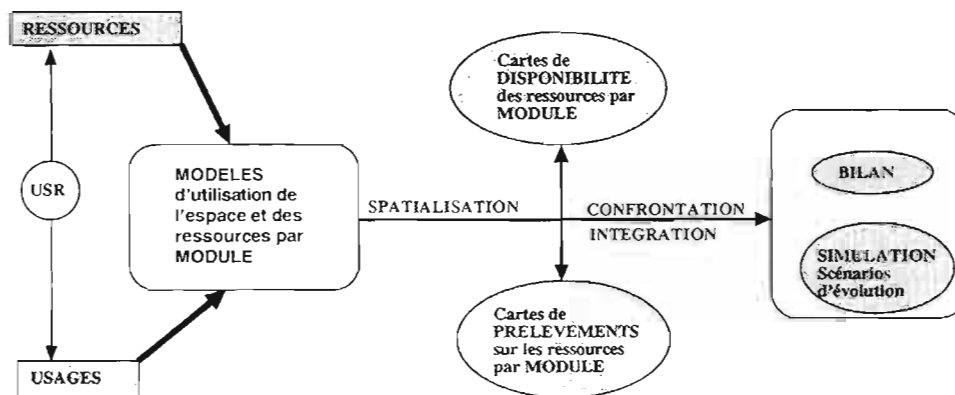 RESSOURCES
USR
USAGES
MODELES
d'utilisation de
l'espace et des
ressources par
MODULE
SPATIALISATION
Cartes de
DISPONIBILITE
des ressources par
MODULE
CONFRONTATION
INTEGRATION
Cartes de
PRELEVEMENTS
sur les ressources
par MODULE
BILAN
SIMULATION
Scénarios
d'évolution